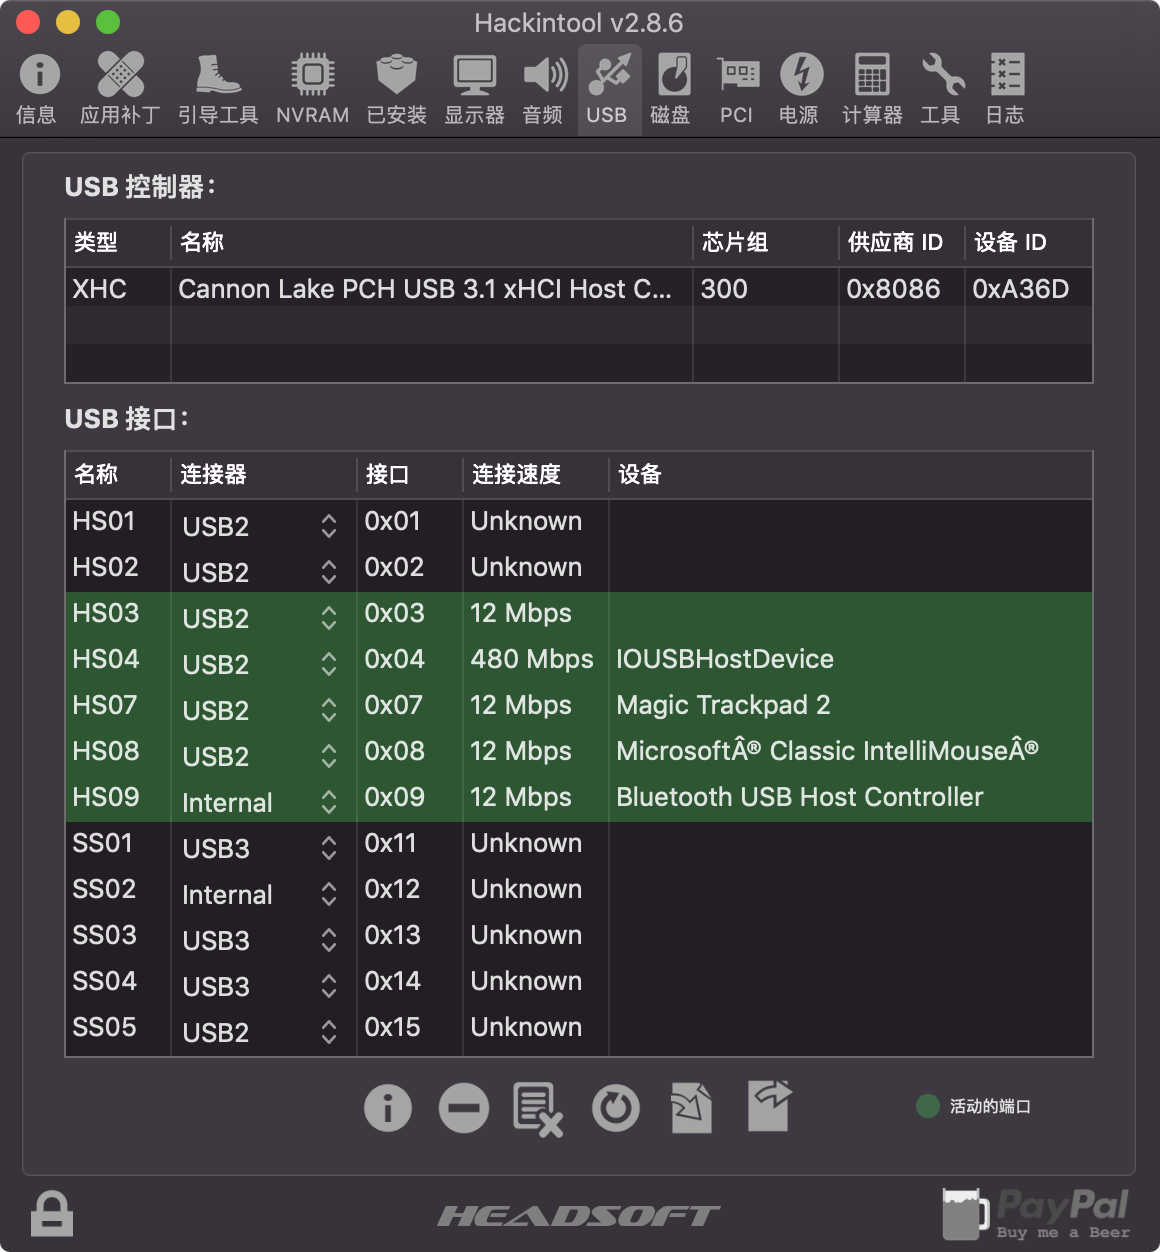 Hackintool v2.8.6
信息 应用补丁 引导工具 NVRAM 已安装 显示器 音频 USB 磁盘 PCI 电源 计算器 工具 日志
USB 控制器：
类型 名称 芯片组 供应商 ID 设备 ID
XHC Cannon Lake PCH USB 3.1 xHCI Host C... 300 0x8086 0xA36D
USB 接口：
名称 连接器 接口 连接速度 设备
HS01 USB2 0x01 Unknown
HS02 USB2 0x02 Unknown
HS03 USB2 0x03 12 Mbps
HS04 USB2 0x04 480 Mbps IOUSBHostDevice
HS07 USB2 0x07 12 Mbps Magic Trackpad 2
HS08 USB2 0x08 12 Mbps MicrosoftÂ® Classic IntelliMouseÂ®
HS09 Internal 0x09 12 Mbps Bluetooth USB Host Controller
SS01 USB3 0x11 Unknown
SS02 Internal 0x12 Unknown
SS03 USB3 0x13 Unknown
SS04 USB3 0x14 Unknown
SS05 USB2 0x15 Unknown
活动的端口
HEADSOFT
PayPal
Buy me a Beer